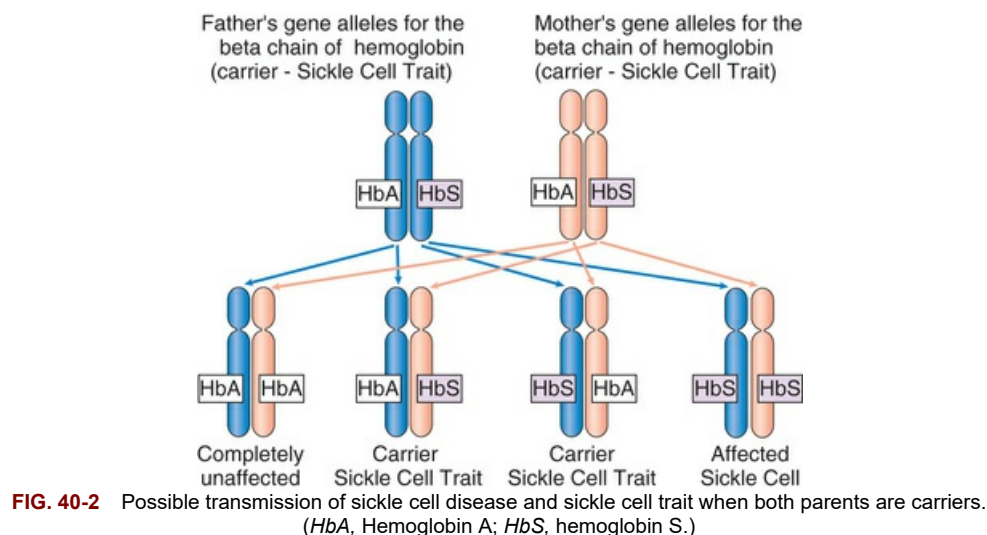 Father's gene alleles for the
beta chain of hemoglobin
(carrier - Sickle Cell Trait)
Mother's gene alleles for the
beta chain of hemoglobin
(carrier - Sickle Cell Trait)
HbA
HbS
HbA
HbS
HbA
HbA
HbA
HbS
HbS
HbA
HbS
HbS
Completely
unaffected
Carrier
Sickle Cell Trait
Carrier
Sickle Cell Trait
Affected
Sickle Cell
FIG. 40-2 Possible transmission of sickle cell disease and sickle cell trait when both parents are carriers.
(HbA, Hemoglobin A; HbS, hemoglobin S.)